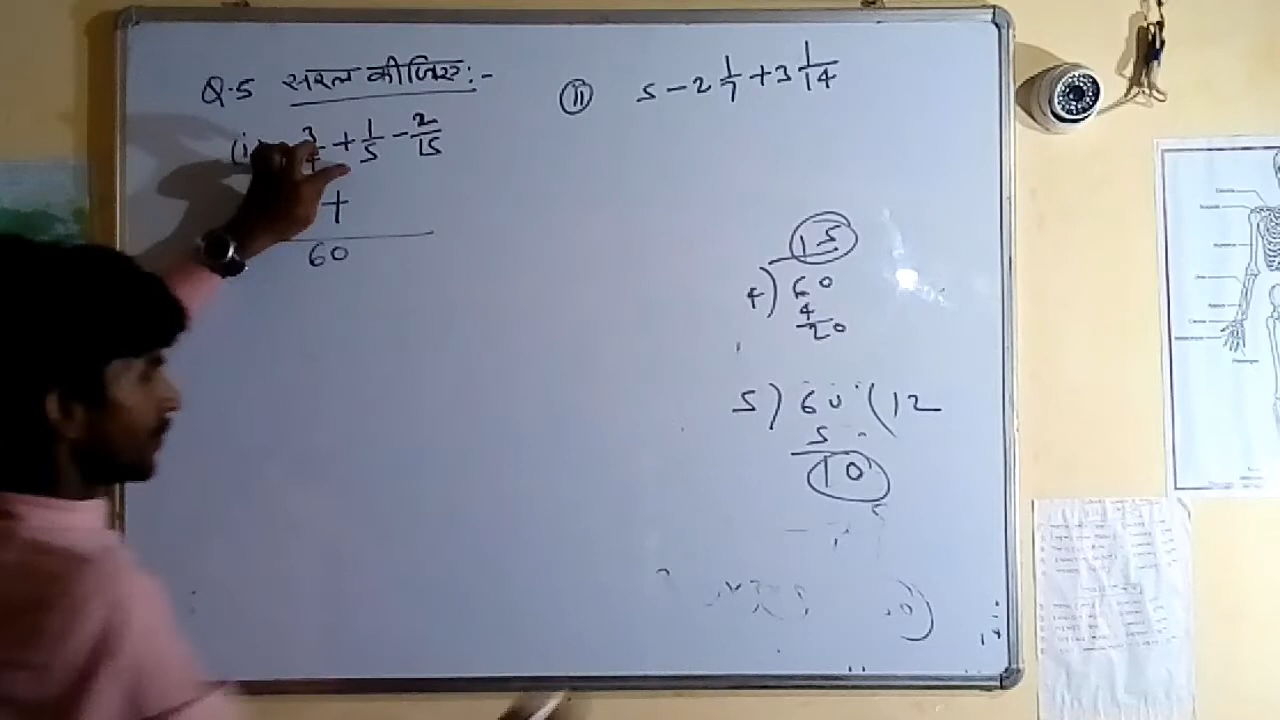 Q.5 सरल कीजिए:-
(i) 3/4 + 1/5 - 2/15
+
60
(ii) 5 - 2 1/7 + 3 1/14
15
4) 60
4
20
5) 60 (12
5
10